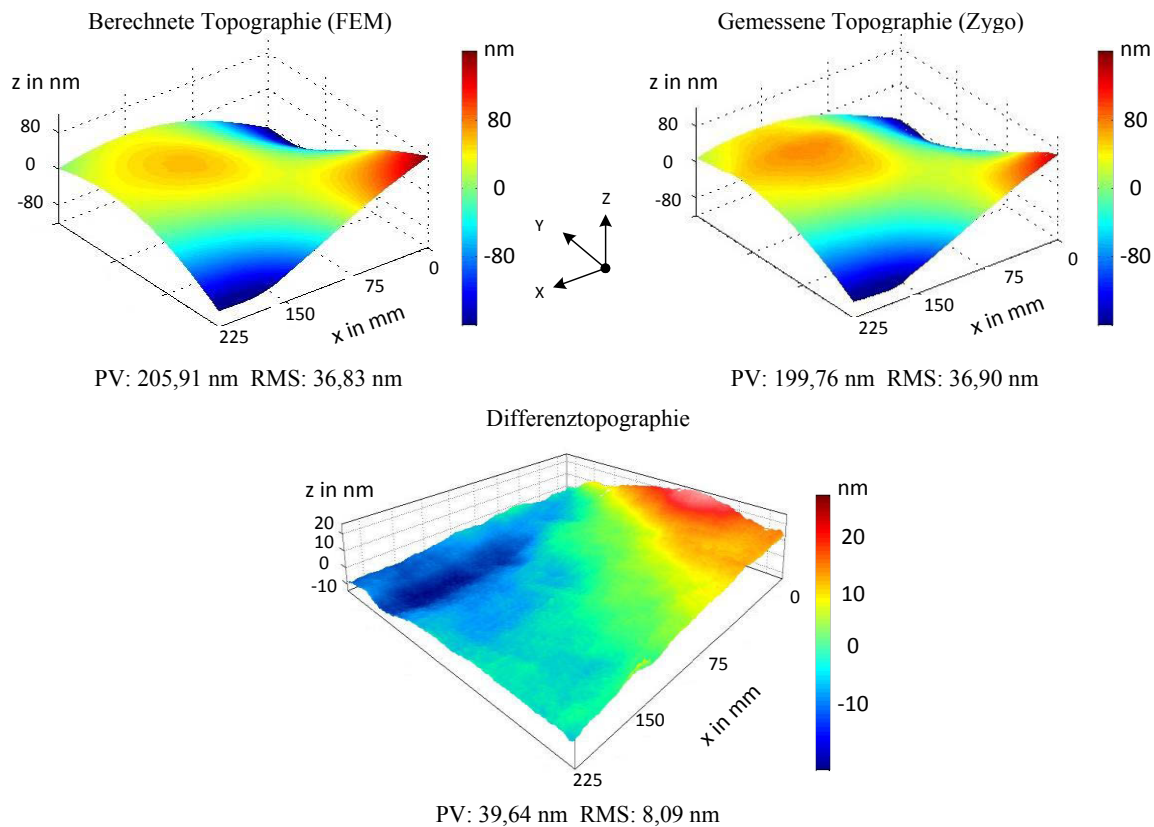 Berechnete Topographie (FEM)
z in nm
80
0
-80
nm
80
0
-80
0
75
150
225
x in mm
PV: 205,91 nm RMS: 36,83 nm
Gemessene Topographie (Zygo)
z in nm
80
0
-80
nm
80
0
-80
0
75
150
225
x in mm
PV: 199,76 nm RMS: 36,90 nm
Z
Y
X
Differenztopographie
z in nm
20
10
0
-10
nm
20
10
0
-10
0
75
150
225
x in mm
PV: 39,64 nm RMS: 8,09 nm